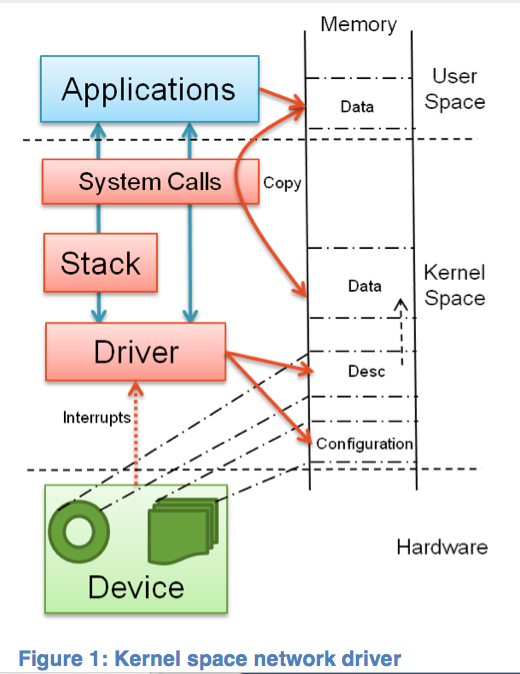 Memory
Applications
User
Space
Data
System Calls
Copy
Stack
Kernel
Space
Data
Driver
Desc
Interrupts
Configuration
Hardware
Device
Figure 1: Kernel space network driver